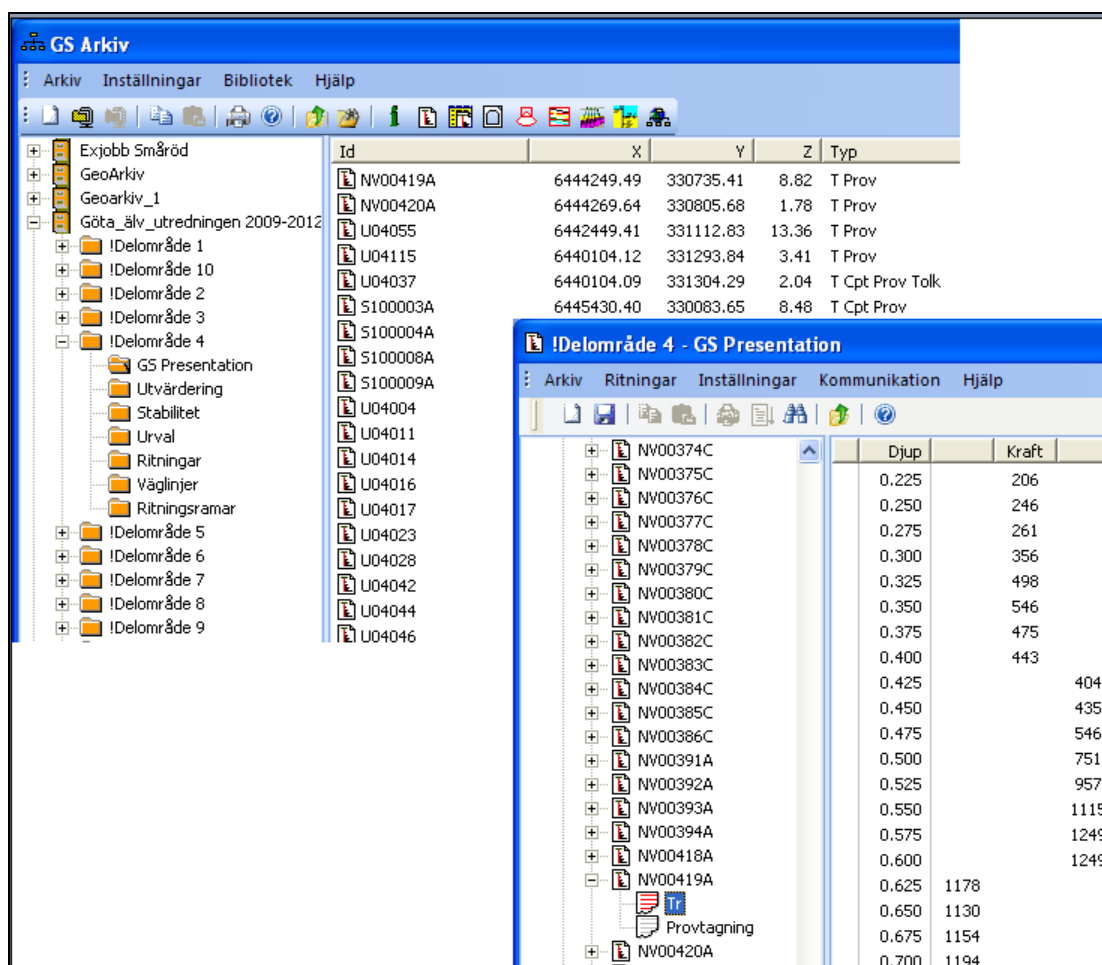 GS Arkiv
Arkiv Inställningar Bibliotek Hjälp
Exjobb Småröd
GeoArkiv
Geoarkiv_1
Göta_älv_utredningen 2009-2012
!Delområde 1
!Delområde 10
!Delområde 2
!Delområde 3
!Delområde 4
GS Presentation
Utvärdering
Stabilitet
Urval
Ritningar
Väglinjer
Ritningsramar
!Delområde 5
!Delområde 6
!Delområde 7
!Delområde 8
!Delområde 9
Id X Y Z Typ
NV00419A 6444249.49 330735.41 8.82 T Prov
NV00420A 6444269.64 330805.68 1.78 T Prov
U04055 6442449.41 331112.83 13.36 T Prov
U04115 6440104.12 331293.84 3.41 T Prov
U04037 6440104.09 331304.29 2.04 T Cpt Prov Tolk
S100003A 6445430.40 330083.65 8.48 T Cpt Prov
S100004A
S100008A
S100009A
U04004
U04011
U04014
U04016
U04017
U04023
U04028
U04042
U04044
U04046
!Delområde 4 - GS Presentation
Arkiv Ritningar Inställningar Kommunikation Hjälp
NV00374C
NV00375C
NV00376C
NV00377C
NV00378C
NV00379C
NV00380C
NV00381C
NV00382C
NV00383C
NV00384C
NV00385C
NV00386C
NV00391A
NV00392A
NV00393A
NV00394A
NV00418A
NV00419A
Tr
Provtagning
NV00420A
Djup Kraft
0.225 206
0.250 246
0.275 261
0.300 356
0.325 498
0.350 546
0.375 475
0.400 443
0.425 404
0.450 435
0.475 546
0.500 751
0.525 957
0.550 1115
0.575 1249
0.600 1249
0.625 1178
0.650 1130
0.675 1154
0.700 1194